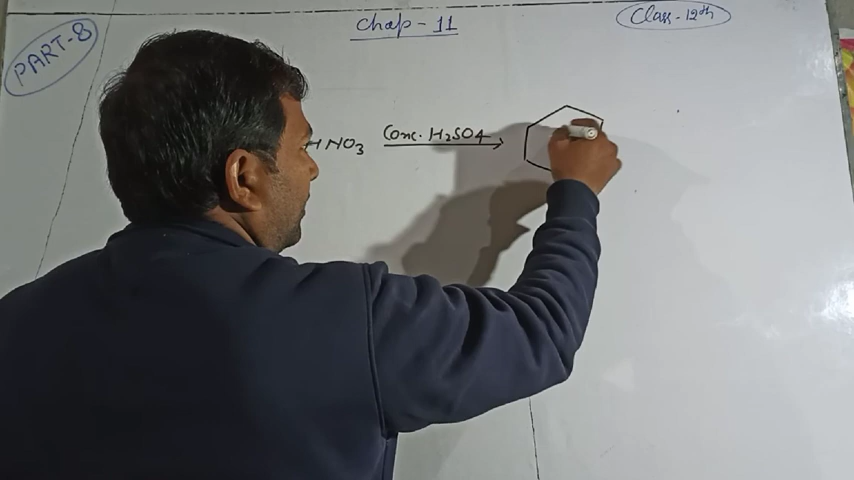 PART-8
Chap - 11
Class - 12th
HNO3 Conc. H2SO4